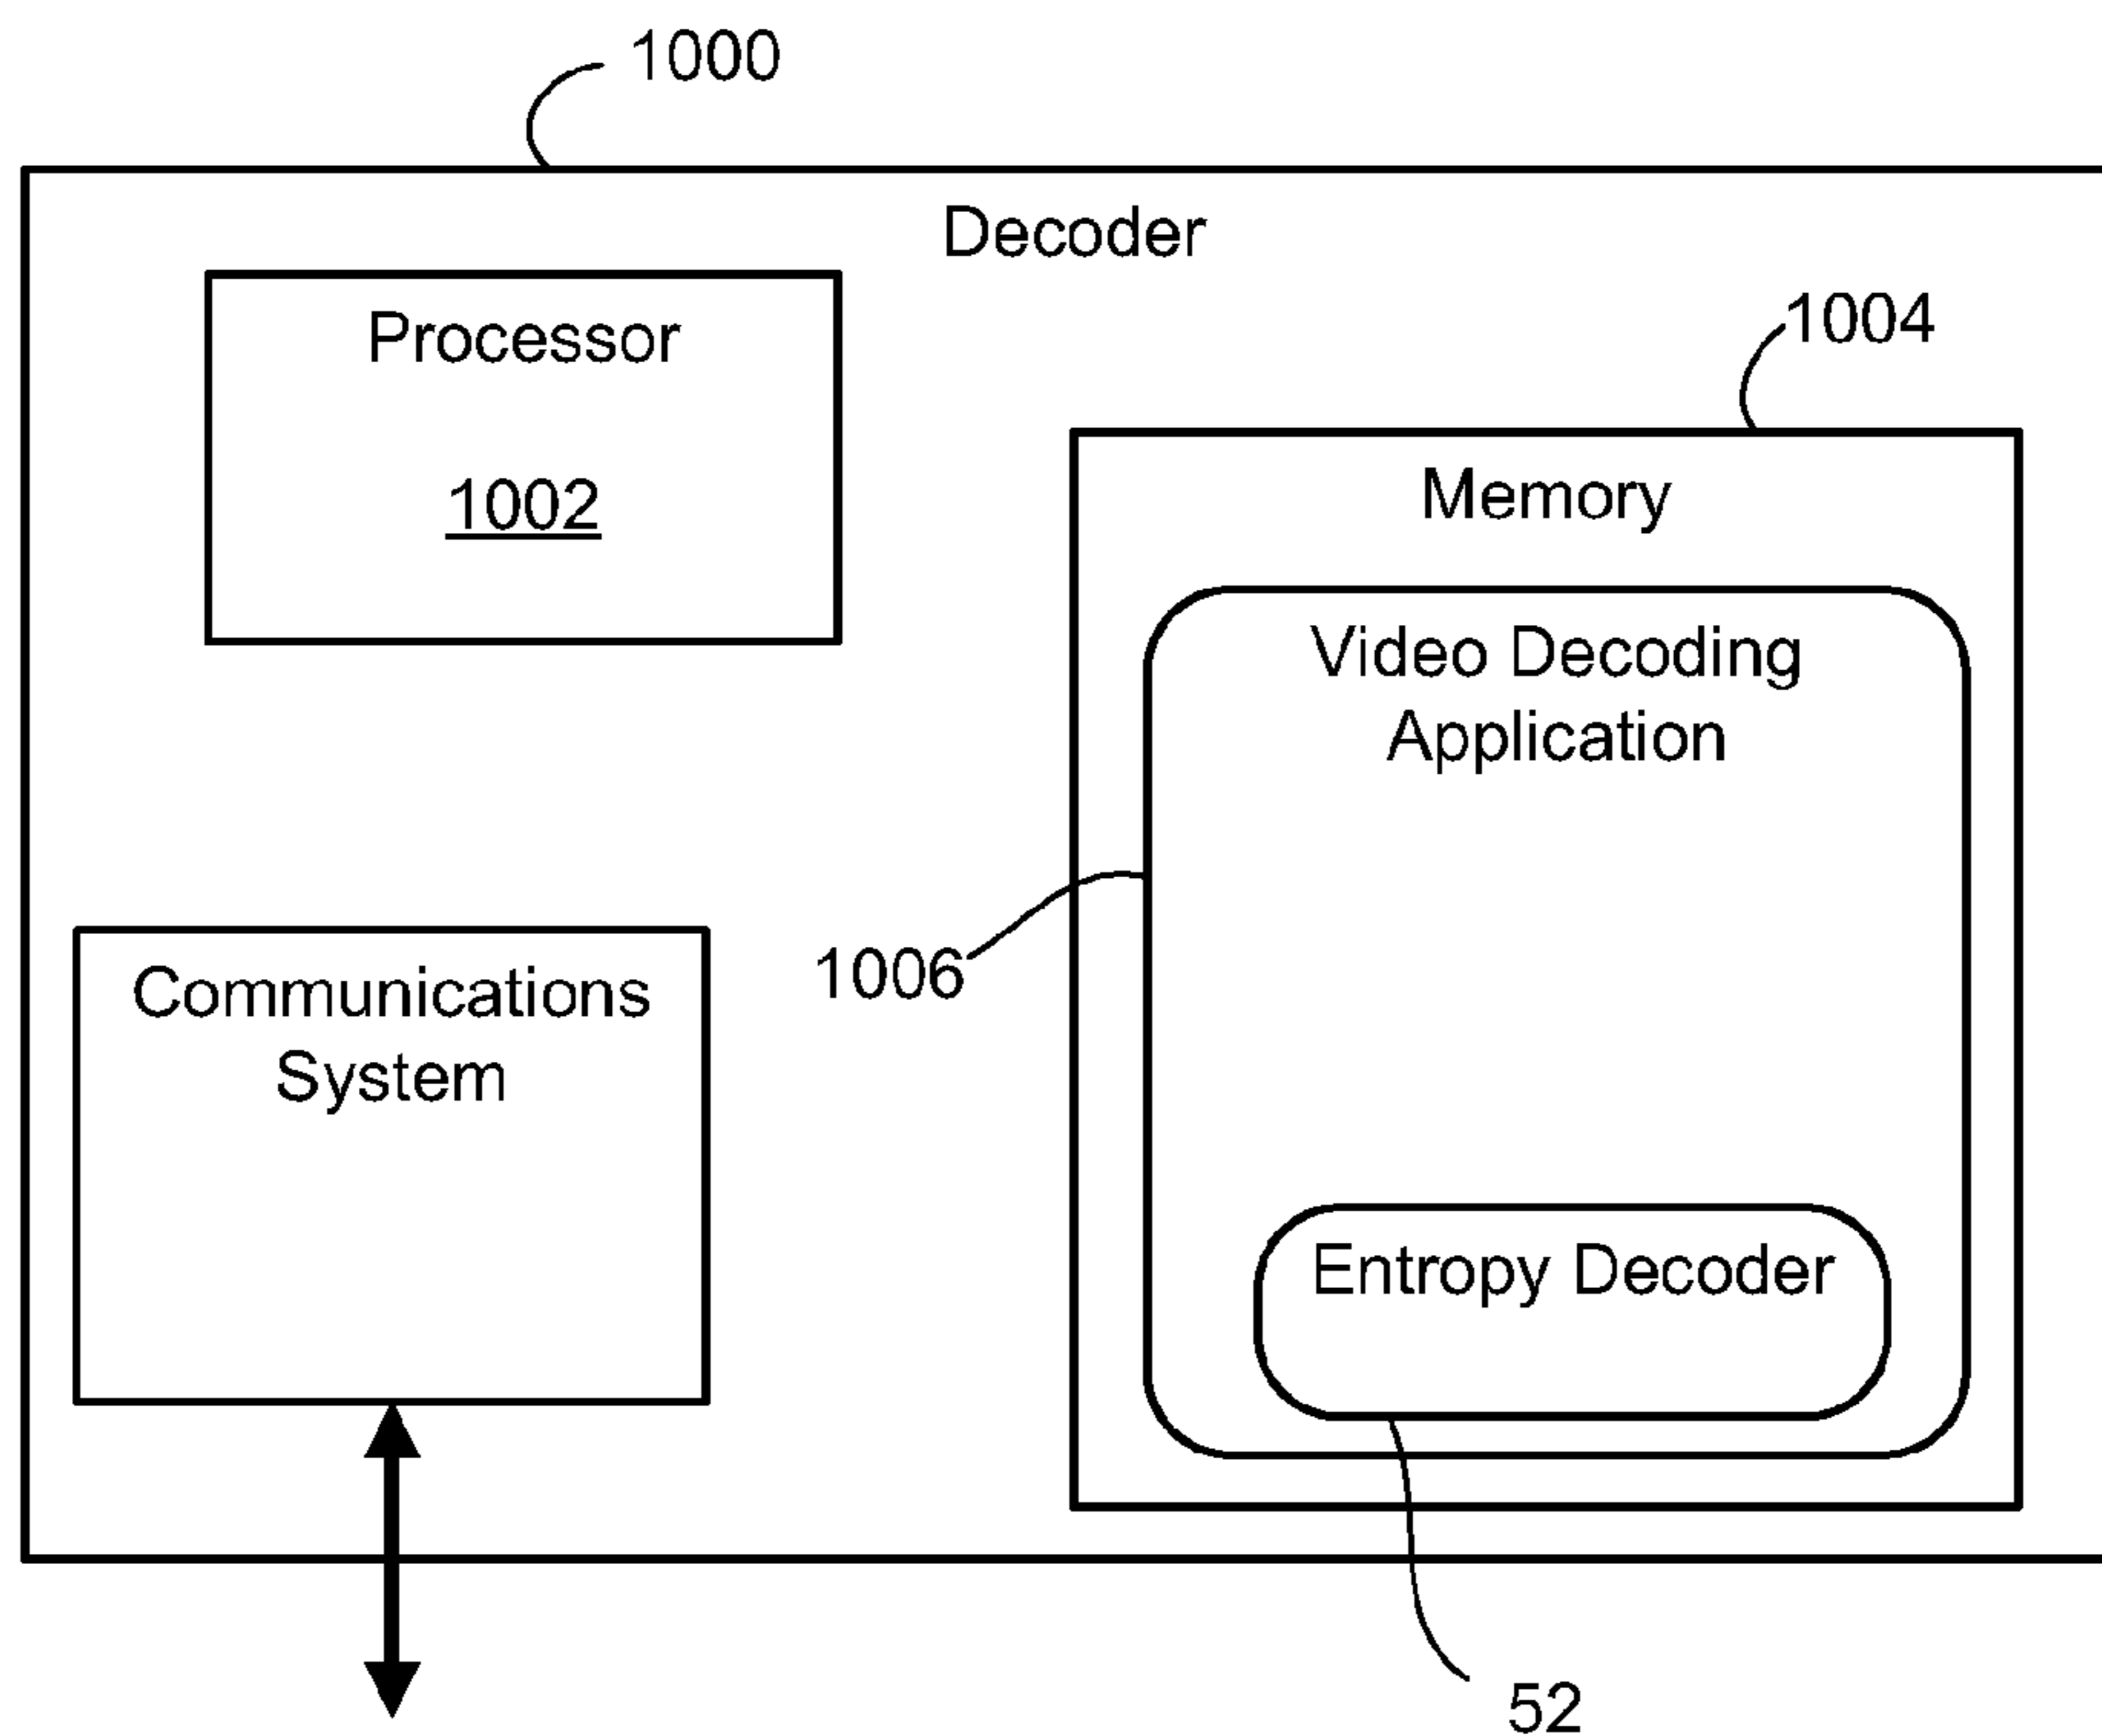 1000
Decoder
Processor
1002
1004
Memory
Video Decoding
Application
1006
Communications
System
Entropy Decoder
52